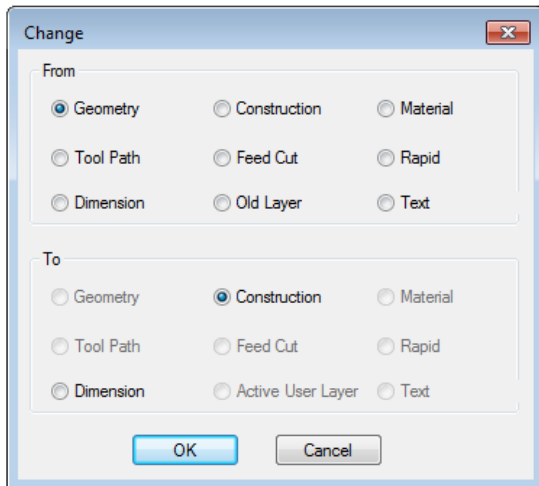 Change
From
Geometry Construction Material
Tool Path Feed Cut Rapid
Dimension Old Layer Text
To
Geometry Construction Material
Tool Path Feed Cut Rapid
Dimension Active User Layer Text
OK Cancel